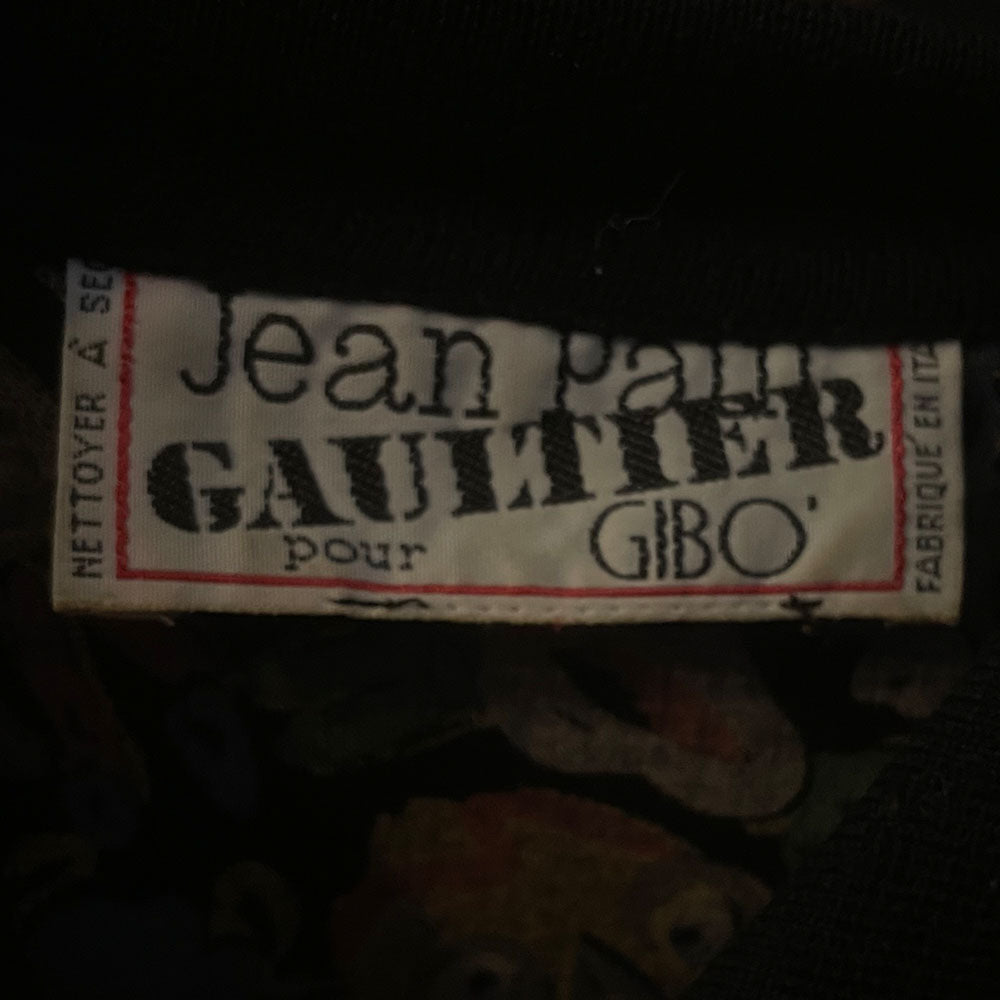 Jean Paul
GAULTIER
pour GIBO'
NETTOYER À SEC
FABRIQUÉ EN ITA